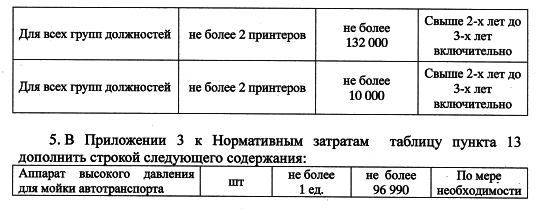 Для всех групп должностей не более 2 принтеров не более 132 000 Свыше 2-х лет до 3-х лет включительно
Для всех групп должностей не более 2 принтеров не более 10 000 Свыше 2-х лет до 3-х лет включительно
5. В Приложении 3 к Нормативным затратам таблицу пункта 13
дополнить строкой следующего содержания:
Аппарат высокого давления для мойки автотранспорта шт не более 1 ед. не более 96 990 По мере необходимости